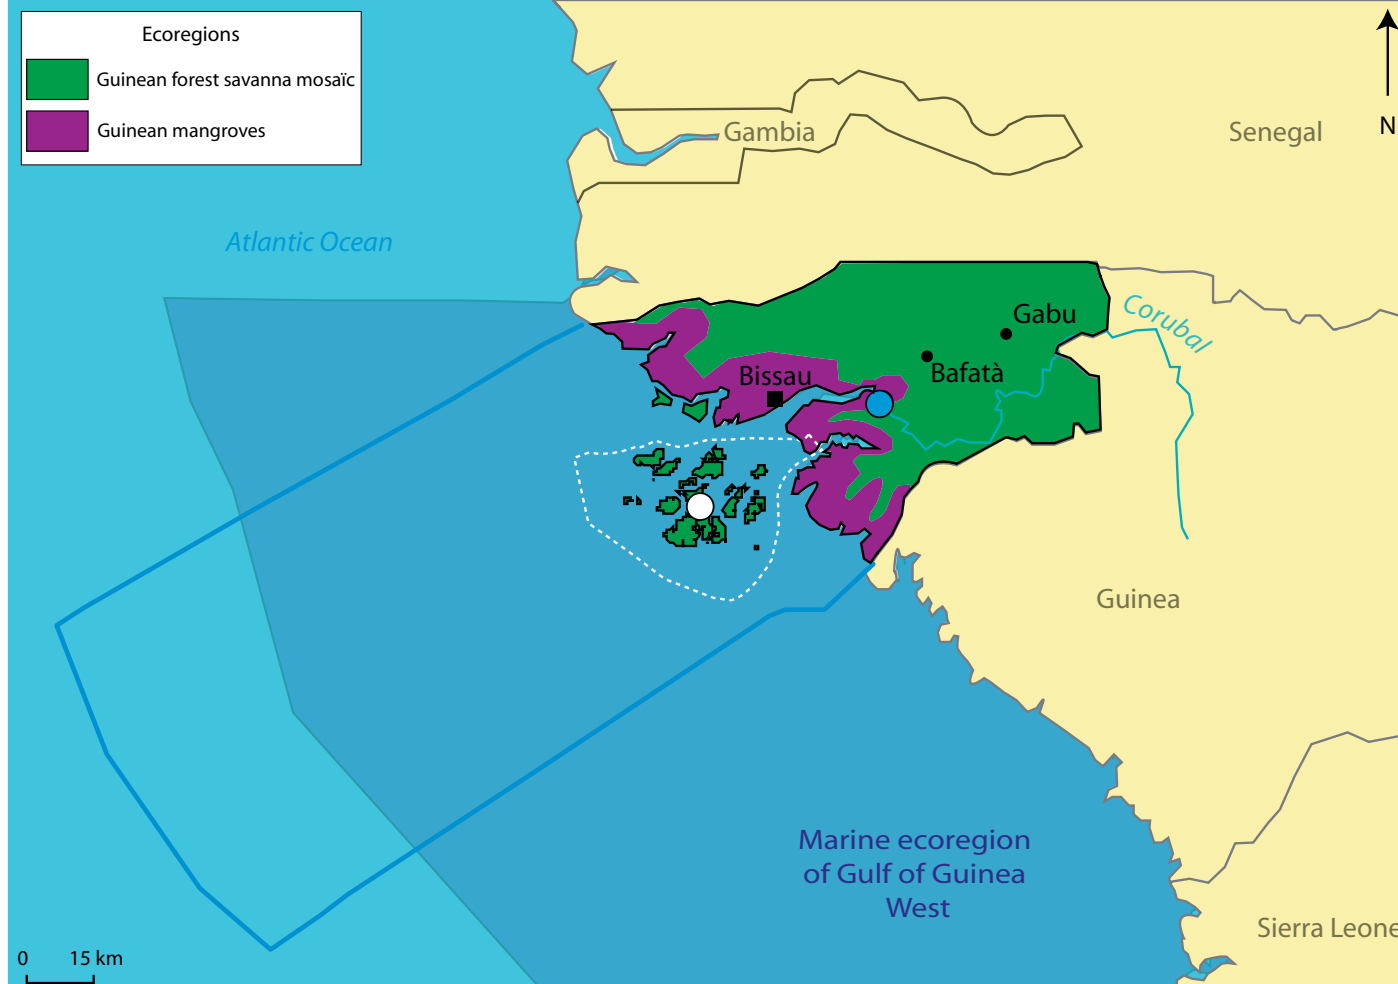 Ecoregions
Guinean forest savanna mosaïc
Guinean mangroves
N
Gambia
Senegal
Atlantic Ocean
Corubal
Gabu
Bafatà
Bissau
Guinea
Marine ecoregion
of Gulf of Guinea
West
Sierra Leone
0 15 km